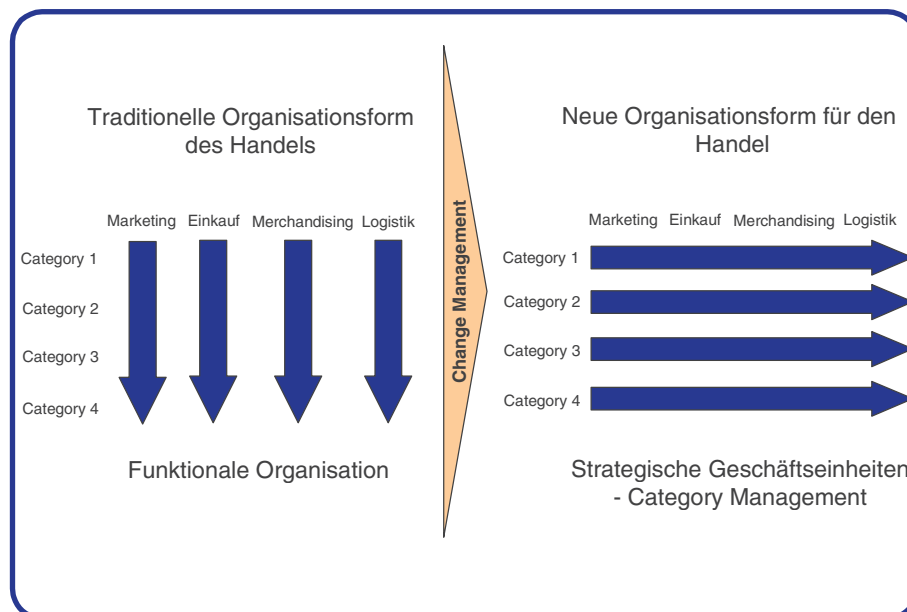 Traditionelle Organisationsform
des Handels
Marketing Einkauf Merchandising Logistik
Category 1
Category 2
Category 3
Category 4
Funktionale Organisation
Change Management
Neue Organisationsform für den
Handel
Marketing Einkauf Merchandising Logistik
Category 1
Category 2
Category 3
Category 4
Strategische Geschäftseinheiten
- Category Management